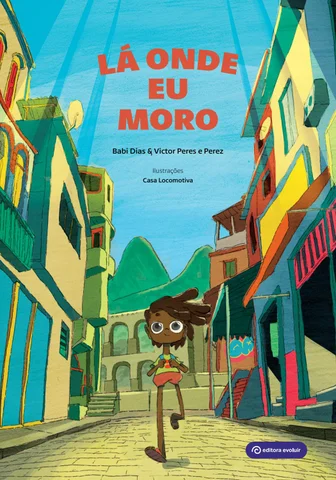 LÁ ONDE
EU
MORO
Babi Dias & Victor Peres e Perez
ilustrações
Casa Locomotiva
editora evoluir